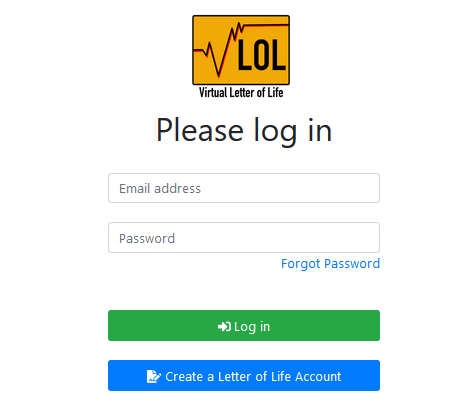 LOL
Virtual Letter of Life
Please log in
Email address
Password
Forgot Password
Log in
Create a Letter of Life Account